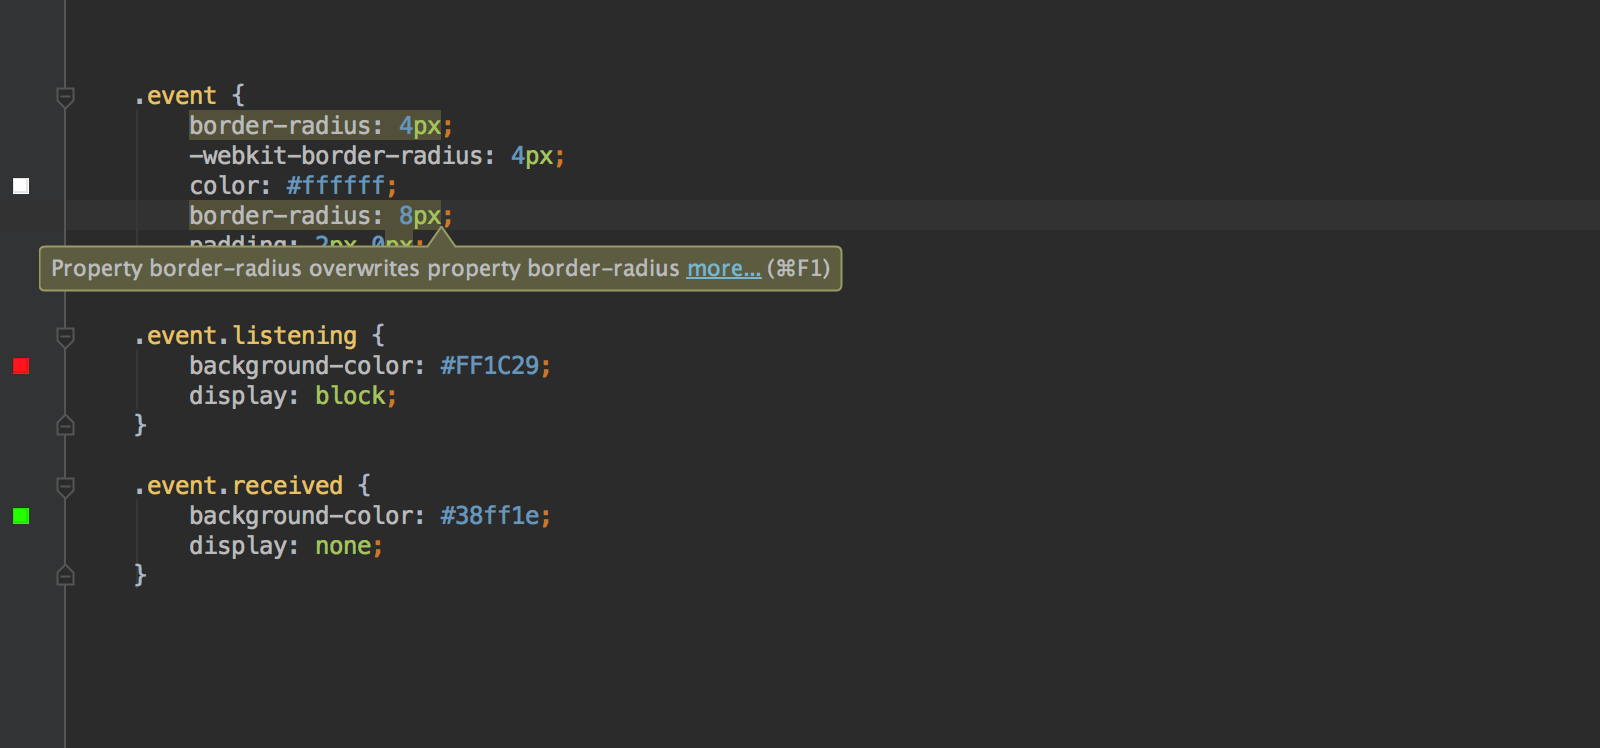 .event {
border-radius: 4px;
-webkit-border-radius: 4px;
color: #ffffff;
border-radius: 8px;
padding: 2px 0px;
Property border-radius overwrites property border-radius more... (⌘F1)
.event.listening {
background-color: #FF1C29;
display: block;
}
.event.received {
background-color: #38ff1e;
display: none;
}